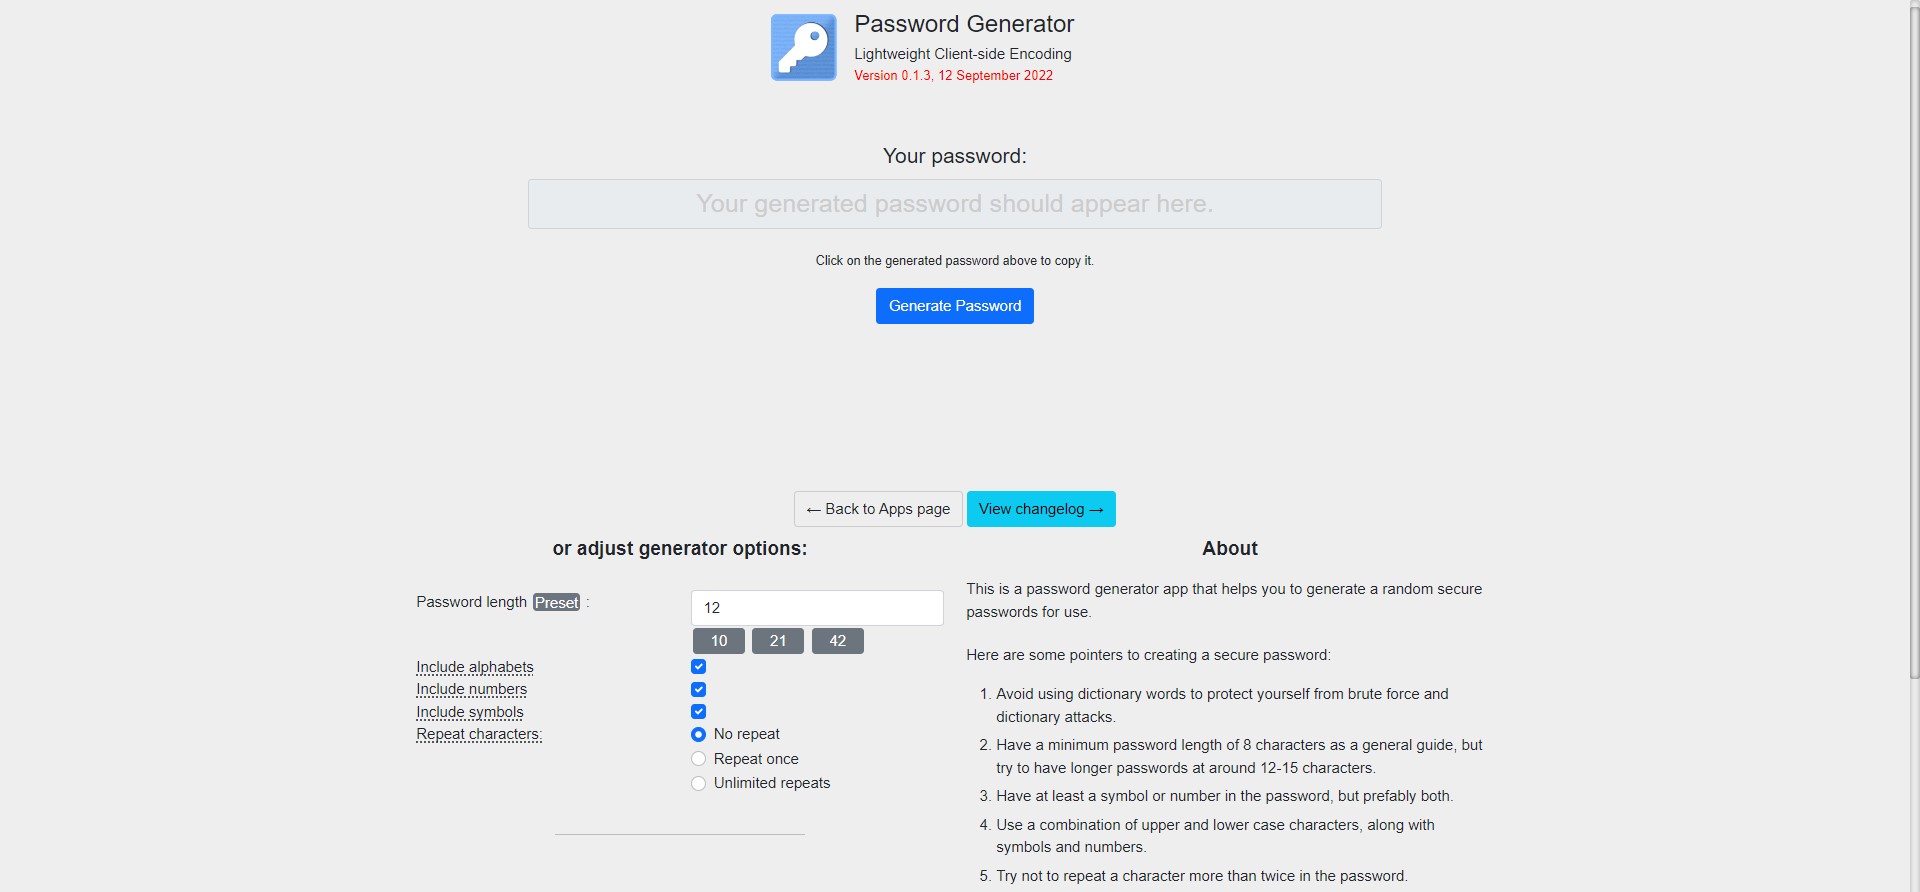 Password Generator
Lightweight Client-side Encoding
Version 0.1.3, 12 September 2022
Your password:
Your generated password should appear here.
Click on the generated password above to copy it.
Generate Password
← Back to Apps page
View changelog →
or adjust generator options:
Password length Preset :
12
10 21 42
Include alphabets
Include numbers
Include symbols
Repeat characters:
No repeat
Repeat once
Unlimited repeats
About
This is a password generator app that helps you to generate a random secure
passwords for use.
Here are some pointers to creating a secure password:
1. Avoid using dictionary words to protect yourself from brute force and
dictionary attacks.
2. Have a minimum password length of 8 characters as a general guide, but
try to have longer passwords at around 12-15 characters.
3. Have at least a symbol or number in the password, but prefably both.
4. Use a combination of upper and lower case characters, along with
symbols and numbers.
5. Try not to repeat a character more than twice in the password.